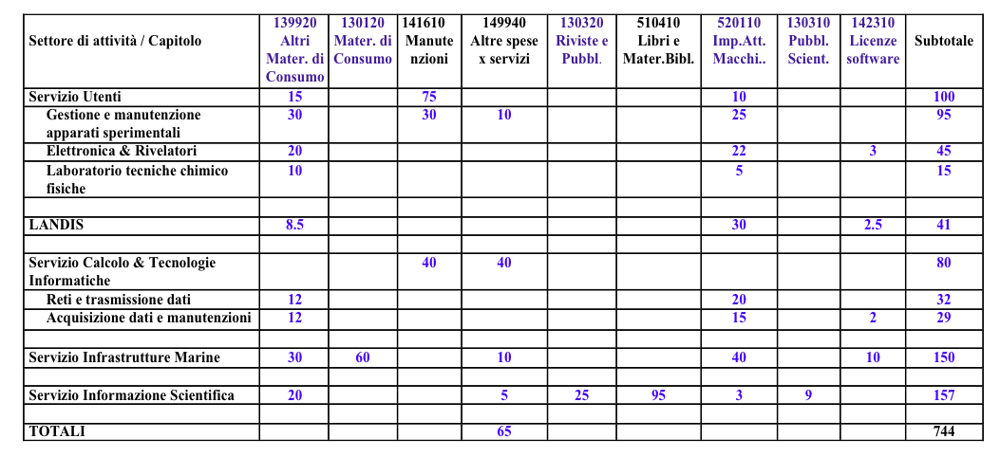 Settore di attività / Capitolo 139920 Altri Mater. di Consumo 130120 Mater. di Consumo 141610 Manute nzioni 149940 Altre spese x servizi 130320 Riviste e Pubbl. 510410 Libri e Mater.Bibl. 520110 Imp.Att. Macchi.. 130310 Pubbl. Scient. 142310 Licenze software Subtotale
Servizio Utenti 15 75 10 100
Gestione e manutenzione apparati sperimentali 30 30 10 25 95
Elettronica & Rivelatori 20 22 3 45
Laboratorio tecniche chimico fisiche 10 5 15
LANDIS 8.5 30 2.5 41
Servizio Calcolo & Tecnologie Informatiche 40 40 80
Reti e trasmissione dati 12 20 32
Acquisizione dati e manutenzioni 12 15 2 29
Servizio Infrastrutture Marine 30 60 10 40 10 150
Servizio Informazione Scientifica 20 5 25 95 3 9 157
TOTALI 65 744